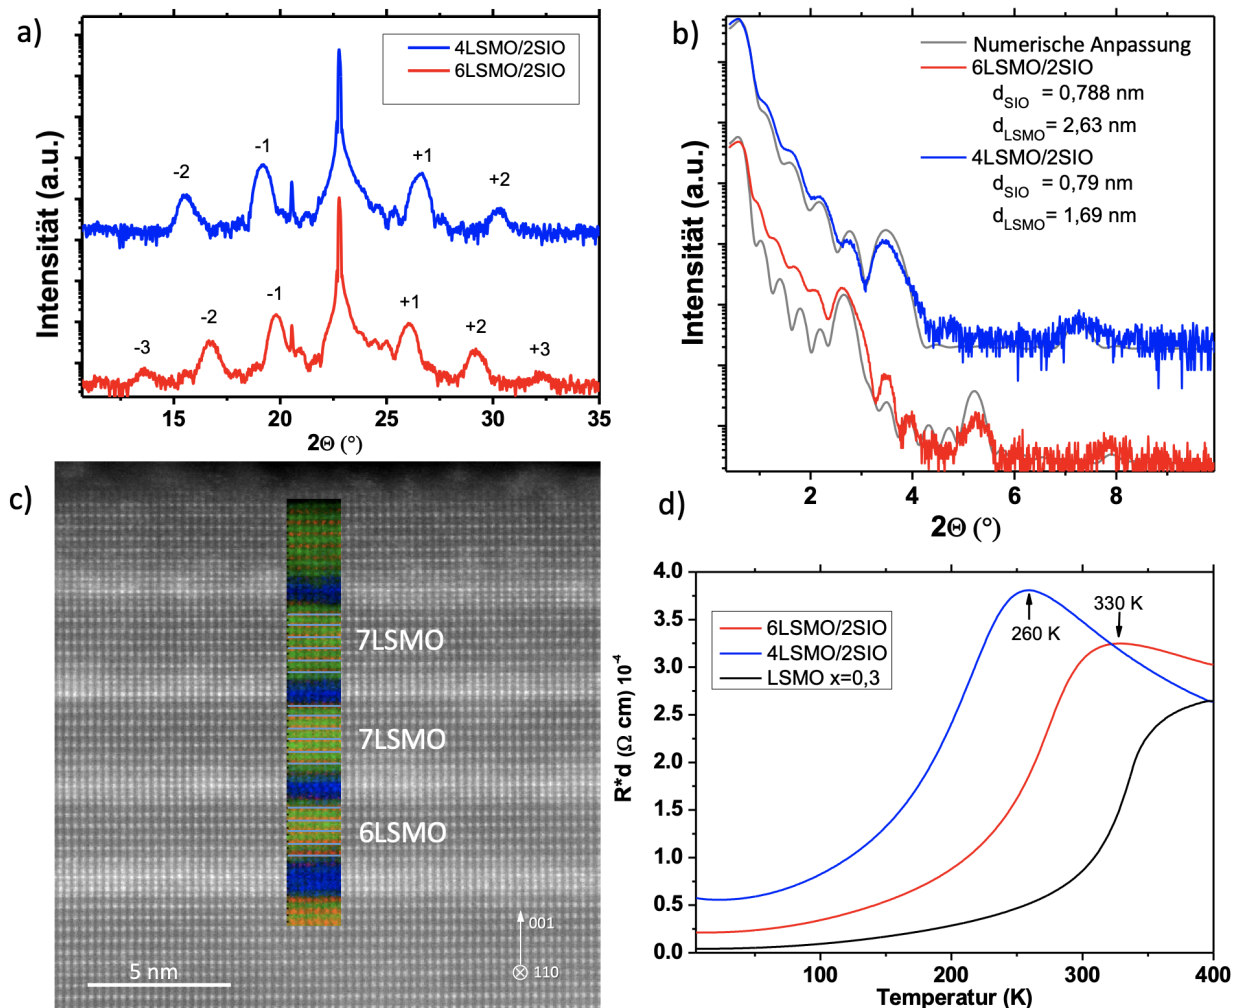 a)
4LSMO/2SIO
6LSMO/2SIO
Intensität (a.u.)
-2
-1
+1
+2
-3
-2
-1
+1
+2
+3
15
20
25
30
35
2Θ (°)
b)
Numerische Anpassung
6LSMO/2SIO
dSIO = 0,788 nm
dLSMO= 2,63 nm
4LSMO/2SIO
dSIO = 0,79 nm
dLSMO= 1,69 nm
Intensität (a.u.)
2
4
6
8
2Θ (°)
c)
7LSMO
7LSMO
6LSMO
001
110
5 nm
d)
4.0
3.5
3.0
2.5
2.0
1.5
1.0
0.5
0.0
R*d (Ω cm) 10-4
6LSMO/2SIO
4LSMO/2SIO
LSMO x=0,3
260 K
330 K
100
200
300
400
Temperatur (K)